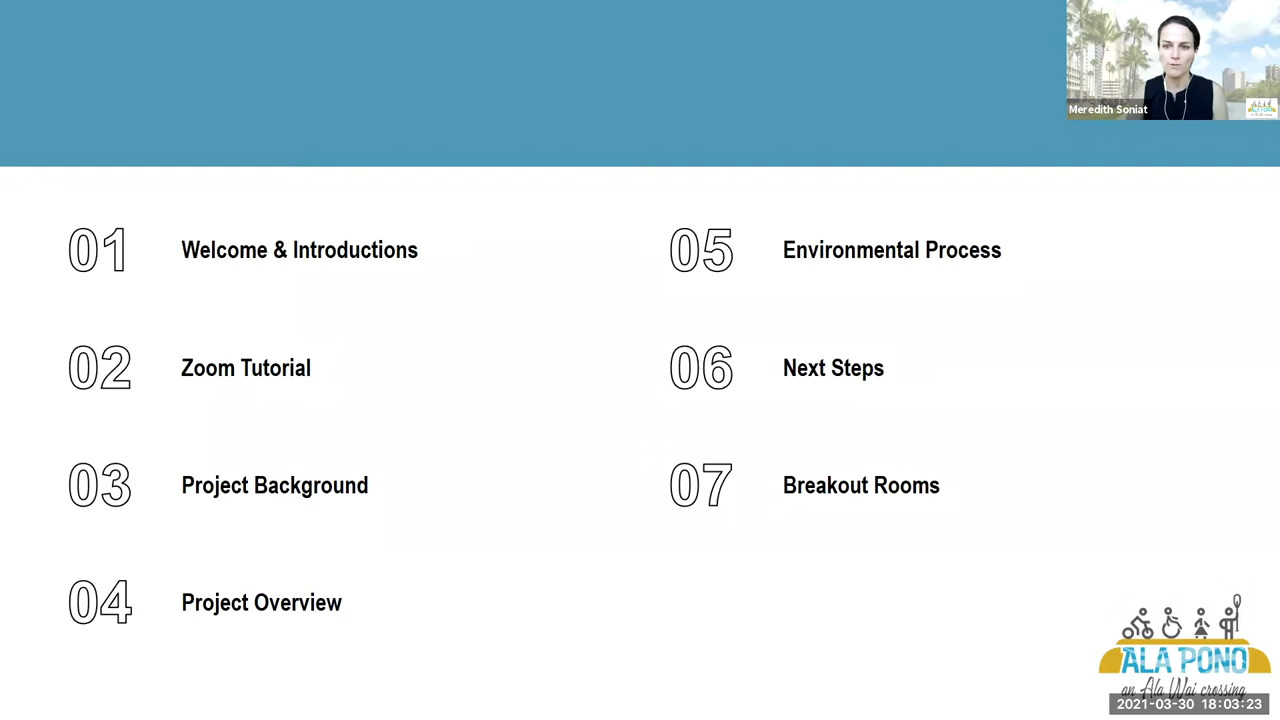 Meredith Soniat
01 Welcome & Introductions
02 Zoom Tutorial
03 Project Background
04 Project Overview
05 Environmental Process
06 Next Steps
07 Breakout Rooms
ALA PONO
an Ala Wai crossing
2021-03-30 18:03:23